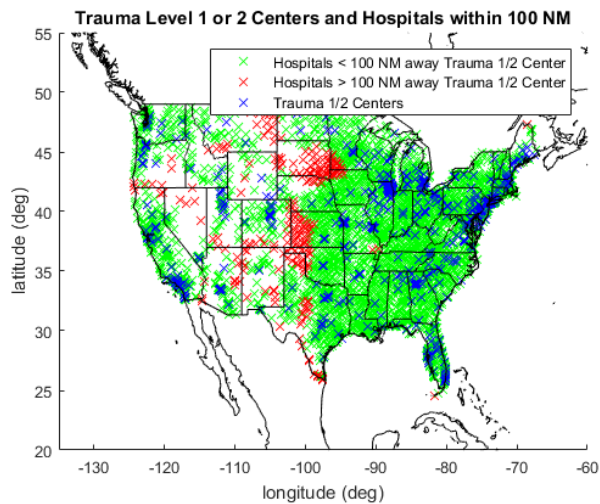 Trauma Level 1 or 2 Centers and Hospitals within 100 NM
Hospitals < 100 NM away Trauma 1/2 Center
Hospitals > 100 NM away Trauma 1/2 Center
Trauma 1/2 Centers
55
50
45
40
35
30
25
20
latitude (deg)
-130 -120 -110 -100 -90 -80 -70 -60
longitude (deg)